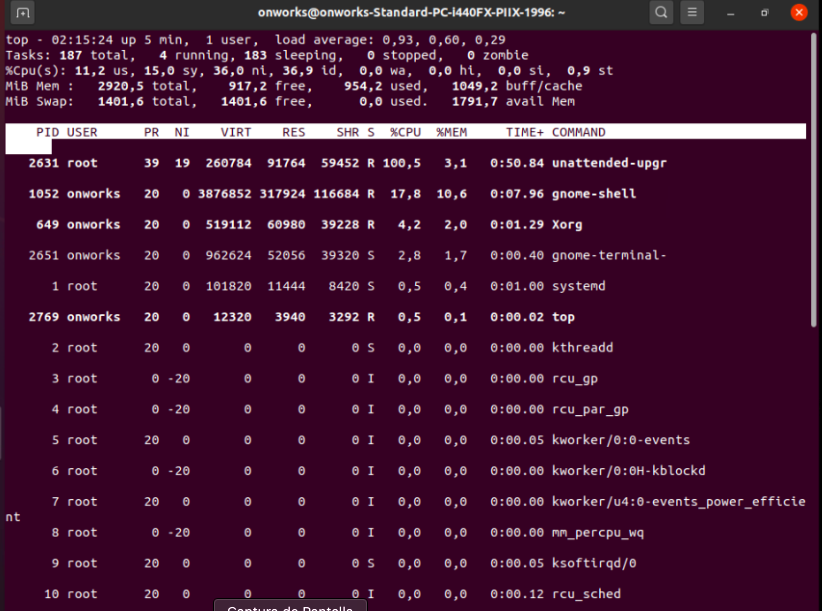 onworks@onworks-Standard-PC-i440FX-PIIX-1996: ~
top - 02:15:24 up 5 min,  1 user,  load average: 0,93, 0,60, 0,29
Tasks: 187 total,   4 running, 183 sleeping,   0 stopped,   0 zombie
%Cpu(s): 11,2 us, 15,0 sy, 36,0 ni, 36,9 id,  0,0 wa,  0,0 hi,  0,0 si,  0,9 st
MiB Mem :   2920,5 total,    917,2 free,    954,2 used,   1049,2 buff/cache
MiB Swap:   1401,6 total,   1401,6 free,      0,0 used.   1791,7 avail Mem
PID USER      PR  NI    VIRT    RES    SHR S  %CPU  %MEM     TIME+ COMMAND
2631 root      39  19  260784  91764  59452 R 100,5   3,1   0:50.84 unattended-upgr
1052 onworks   20   0 3876852 317924 116684 R  17,8  10,6   0:07.96 gnome-shell
649 onworks   20   0  519112  60980  39228 R   4,2   2,0   0:01.29 Xorg
2651 onworks   20   0  962624  52056  39320 S   2,8   1,7   0:00.40 gnome-terminal-
1 root      20   0  101820  11444   8420 S   0,5   0,4   0:01.00 systemd
2769 onworks   20   0   12320   3940   3292 R   0,5   0,1   0:00.02 top
2 root      20   0       0      0      0 S   0,0   0,0   0:00.00 kthreadd
3 root       0 -20       0      0      0 I   0,0   0,0   0:00.00 rcu_gp
4 root       0 -20       0      0      0 I   0,0   0,0   0:00.00 rcu_par_gp
5 root      20   0       0      0      0 I   0,0   0,0   0:00.05 kworker/0:0-events
6 root       0 -20       0      0      0 I   0,0   0,0   0:00.00 kworker/0:0H-kblockd
7 root      20   0       0      0      0 I   0,0   0,0   0:00.00 kworker/u4:0-events_power_efficie
nt
8 root       0 -20       0      0      0 I   0,0   0,0   0:00.00 mm_percpu_wq
9 root      20   0       0      0      0 S   0,0   0,0   0:00.05 ksoftirqd/0
10 root      20   0       0      0      0 I   0,0   0,0   0:00.12 rcu_sched
Captura de Pantalla